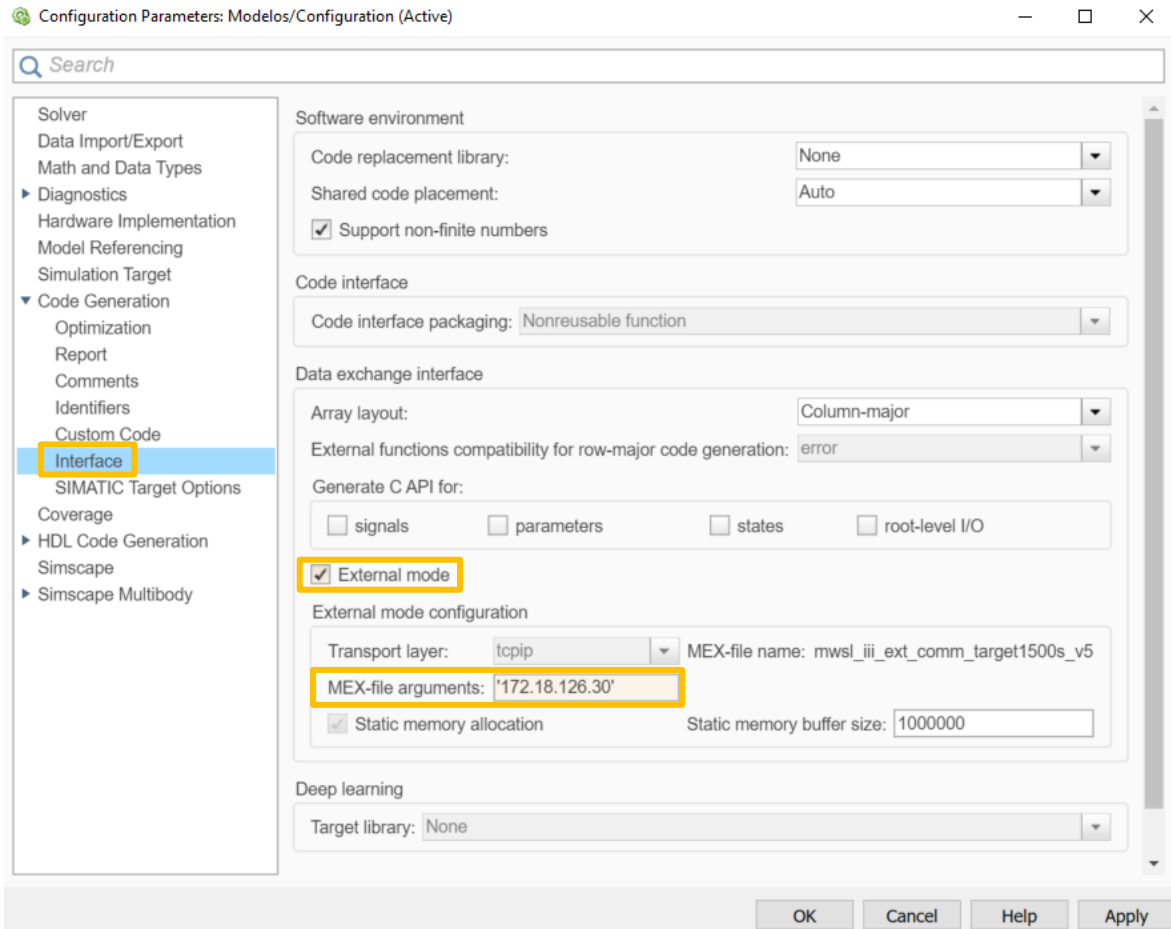 Configuration Parameters: Modelos/Configuration (Active)
Search
Solver
Data Import/Export
Math and Data Types
Diagnostics
Hardware Implementation
Model Referencing
Simulation Target
Code Generation
Optimization
Report
Comments
Identifiers
Custom Code
Interface
SIMATIC Target Options
Coverage
HDL Code Generation
Simscape
Simscape Multibody
Software environment
Code replacement library: None
Shared code placement: Auto
Support non-finite numbers
Code interface
Code interface packaging: Nonreusable function
Data exchange interface
Array layout: Column-major
External functions compatibility for row-major code generation: error
Generate C API for:
signals parameters states root-level I/O
External mode
External mode configuration
Transport layer: tcpip MEX-file name: mwsl_iii_ext_comm_target1500s_v5
MEX-file arguments: '172.18.126.30'
Static memory allocation Static memory buffer size: 1000000
Deep learning
Target library: None
OK Cancel Help Apply